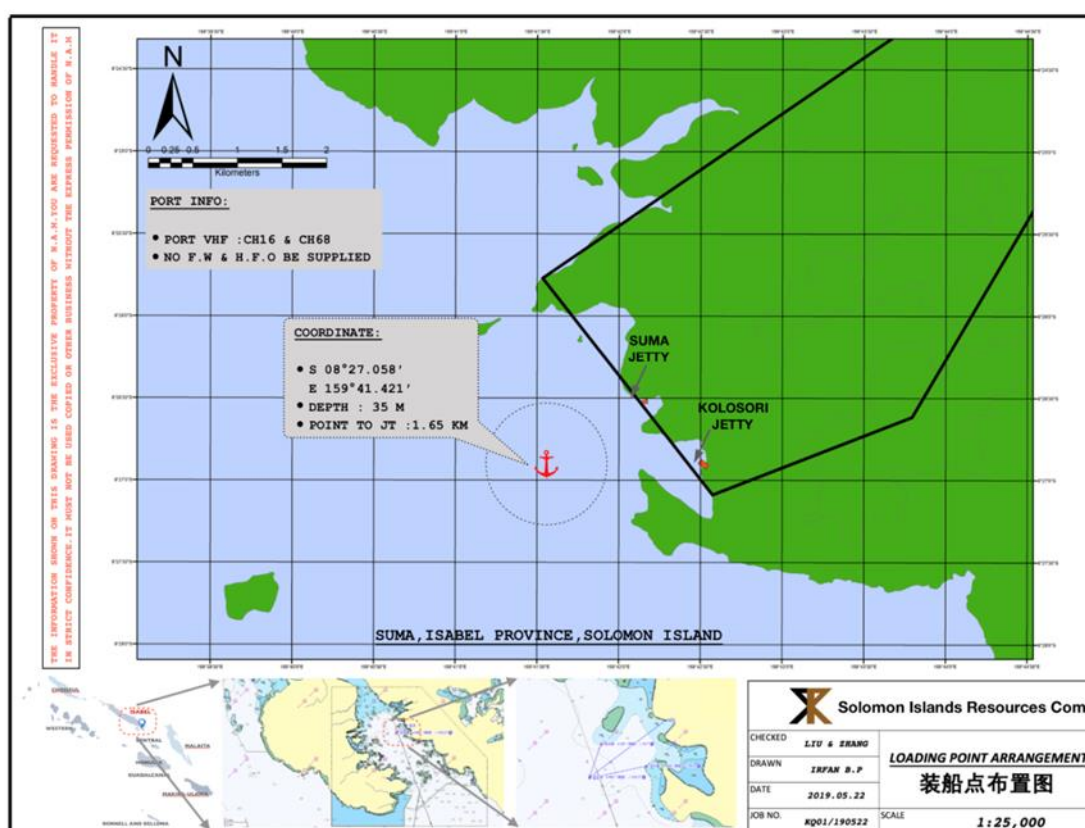 THE INFORMATION SHOWN ON THIS DRAWING IS THE EXCLUSIVE PROPERTY OF N.A.M.YOU ARE REQUESTED TO HANDLE IT
IN STRICT CONFIDENCE.IT MUST NOT BE USED COPIED OR OTHER BUSINESS WITHOUT THE EXPRESS PERMISSION OF N.A.M
N
0 0.25 0.5 1 1.5 2
Kilometers
PORT INFO:
• PORT VHF :CH16 & CH68
• NO F.W & H.F.O BE SUPPLIED
COORDINATE:
• S 08°27.058'
E 159°41.421'
• DEPTH : 35 M
• POINT TO JT :1.65 KM
SUMA
JETTY
KOLOSORI
JETTY
SUMA,ISABEL PROVINCE,SOLOMON ISLAND
ISABEL
WESTERN
CENTRAL
MALAITA
GUADALCANAL
RENNELL AND BELLONA
Solomon Islands Resources Com
CHECKED
LIU & ZHANG
DRAWN
IRFAN B.P
DATE
2019.05.22
JOB NO.
KQ01/190522
LOADING POINT ARRANGEMENT
装船点布置图
SCALE
1:25,000